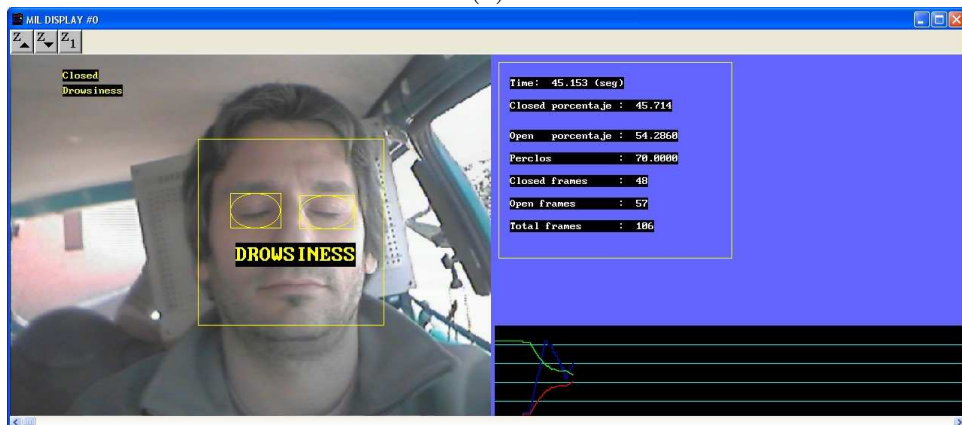 MIL DISPLAY #0
Z Z Z1
Closed
Drowsiness
DROWSINESS
Time: 45.153 (seg)
Closed porcentaje : 45.714
Open porcentaje : 54.2860
Perclos : 70.0000
Closed frames : 48
Open frames : 57
Total frames : 106